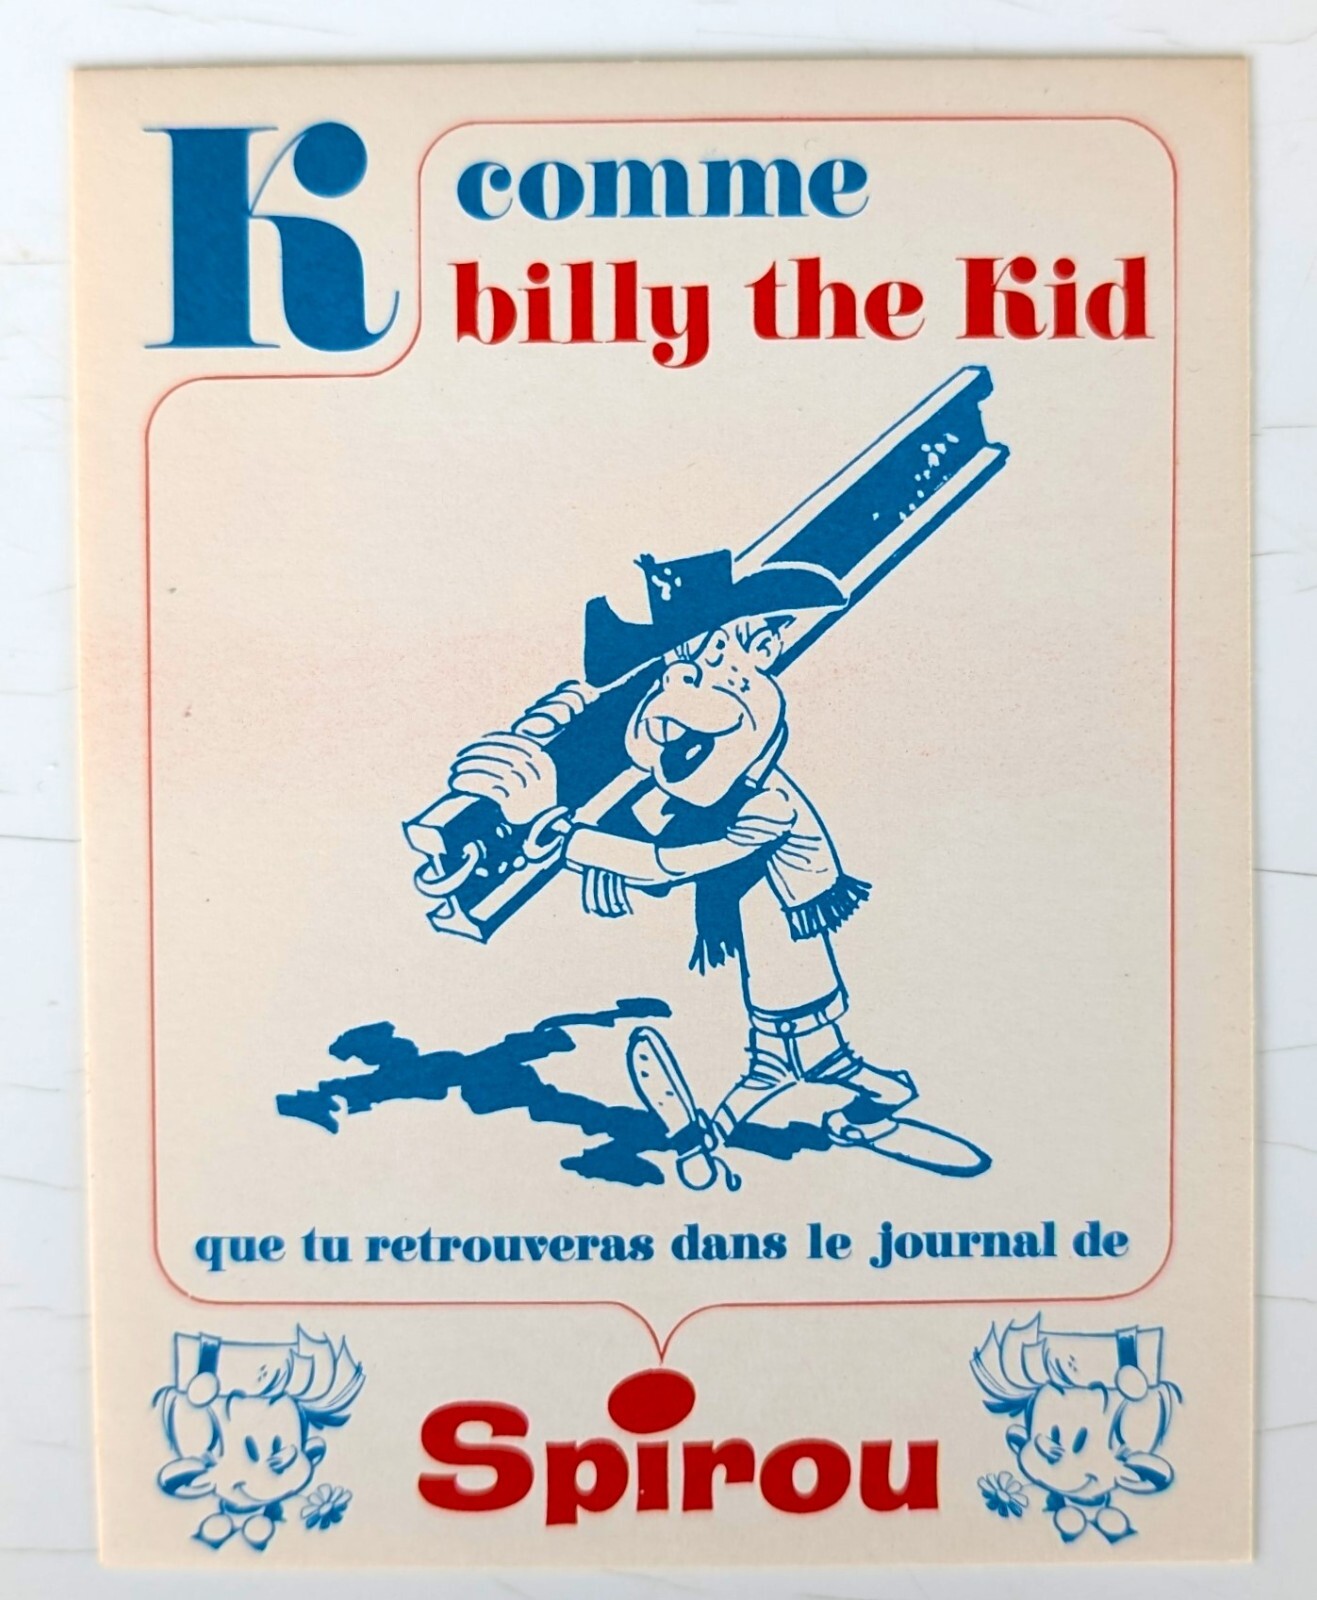 K comme
billy the Kid
que tu retrouveras dans le journal de
Spirou